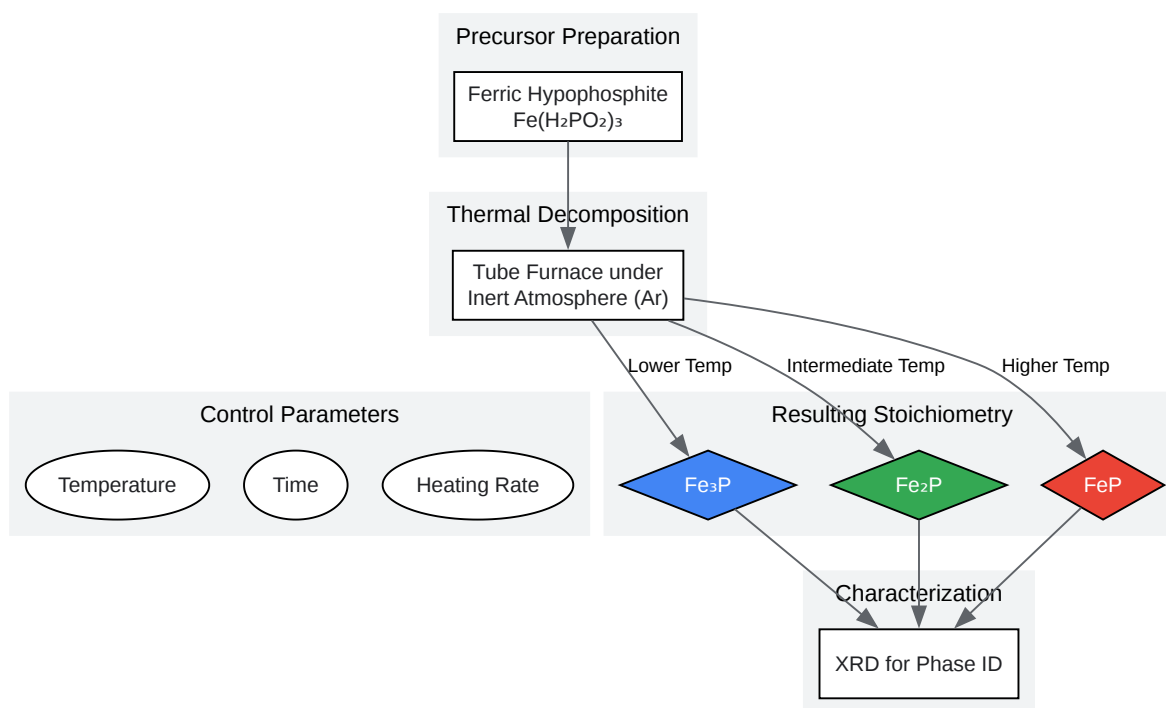 Precursor Preparation
Ferric Hypophosphite
Fe(H₂PO₂)₃
Thermal Decomposition
Tube Furnace under
Inert Atmosphere (Ar)
Lower Temp
Intermediate Temp
Higher Temp
Control Parameters
Temperature
Time
Heating Rate
Resulting Stoichiometry
Fe₃P
Fe₂P
FeP
Characterization
XRD for Phase ID